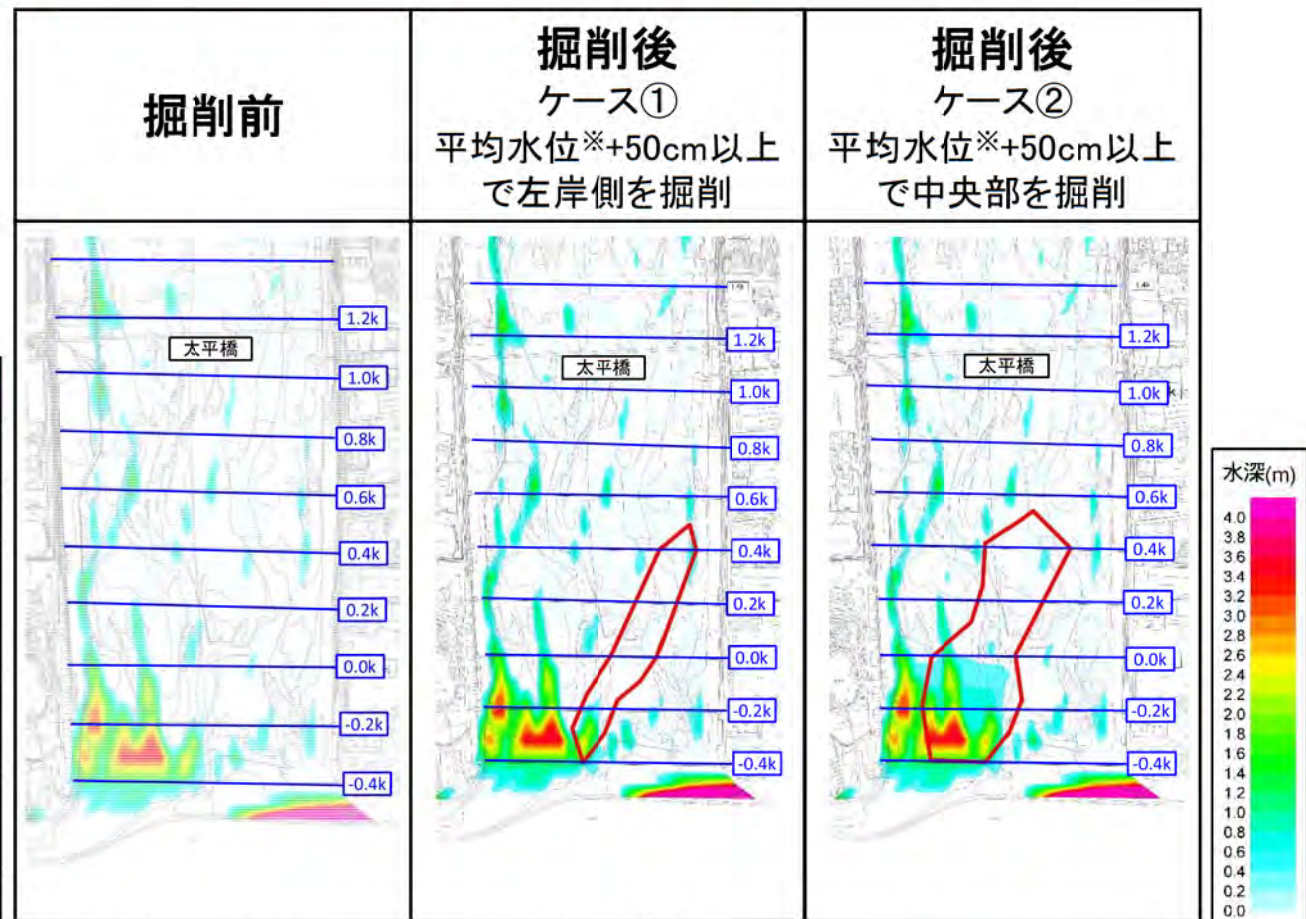 掘削前
掘削後
ケース①
平均水位※+50cm以上
で左岸側を掘削
掘削後
ケース②
平均水位※+50cm以上
で中央部を掘削
1.2k
太平橋
1.0k
0.8k
0.6k
0.4k
0.2k
0.0k
-0.2k
-0.4k
1.2k
太平橋
1.0k
0.8k
0.6k
0.4k
0.2k
0.0k
-0.2k
-0.4k
1.4k
1.2k
太平橋
1.0k
0.8k
0.6k
0.4k
0.2k
0.0k
-0.2k
-0.4k
水深(m)
4.0
3.8
3.6
3.4
3.2
3.0
2.8
2.6
2.4
2.2
2.0
1.8
1.6
1.4
1.2
1.0
0.8
0.6
0.4
0.2
0.0